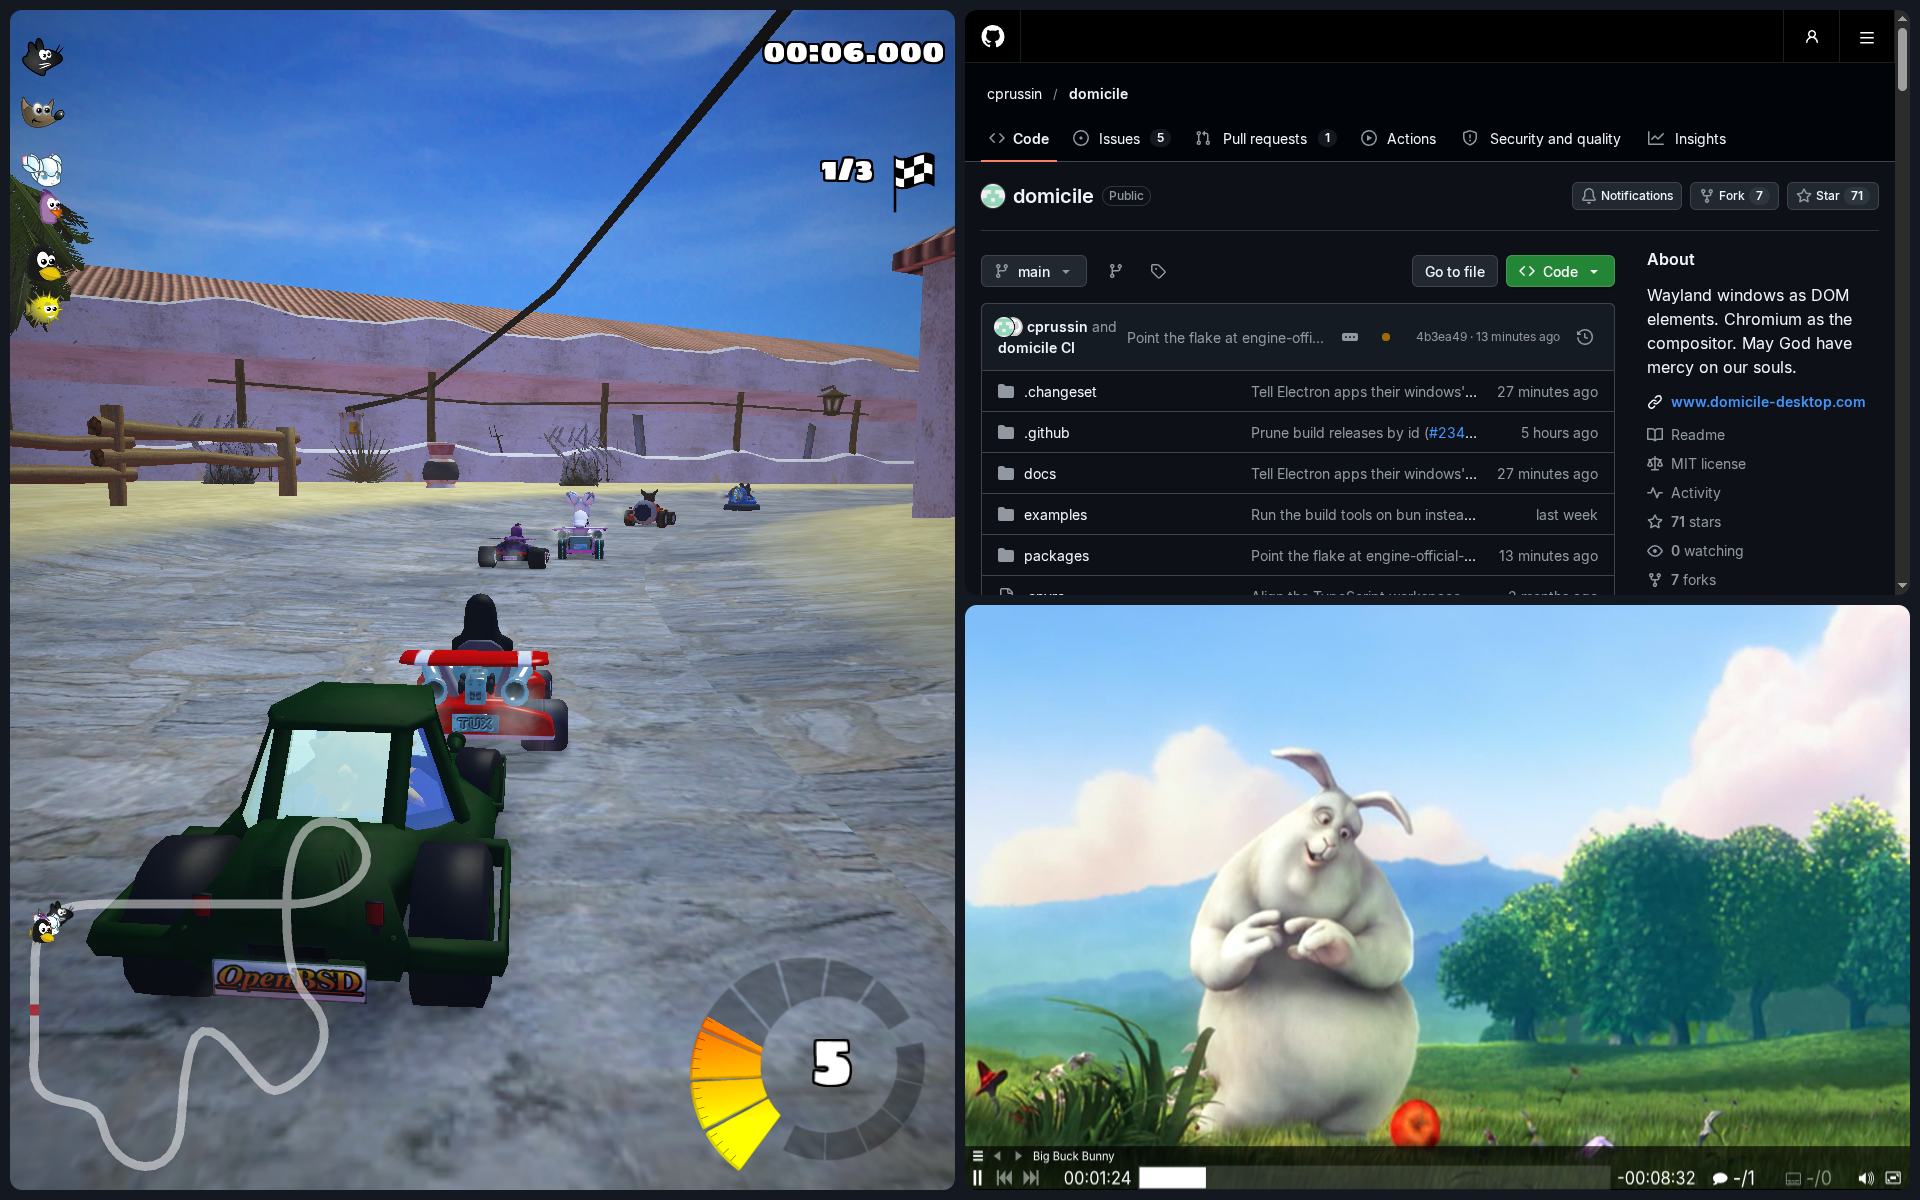 00:06.000
1/3
TUX
OpenBSD
5
cprussin / domicile
Code
Issues 5
Pull requests 1
Actions
Security and quality
Insights
domicile Public
Notifications
Fork 7
Star 71
main
Go to file
Code
cprussin and domicile CI
Point the flake at engine-offi...
4b3ea49 · 13 minutes ago
.changeset Tell Electron apps their windows'... 27 minutes ago
.github Prune build releases by id (#234... 5 hours ago
docs Tell Electron apps their windows'... 27 minutes ago
examples Run the build tools on bun instea... last week
packages Point the flake at engine-official-... 13 minutes ago
About
Wayland windows as DOM
elements. Chromium as the
compositor. May God have
mercy on our souls.
www.domicile-desktop.com
Readme
MIT license
Activity
71 stars
0 watching
7 forks
Big Buck Bunny
00:01:24
-00:08:32
-/1
-/0